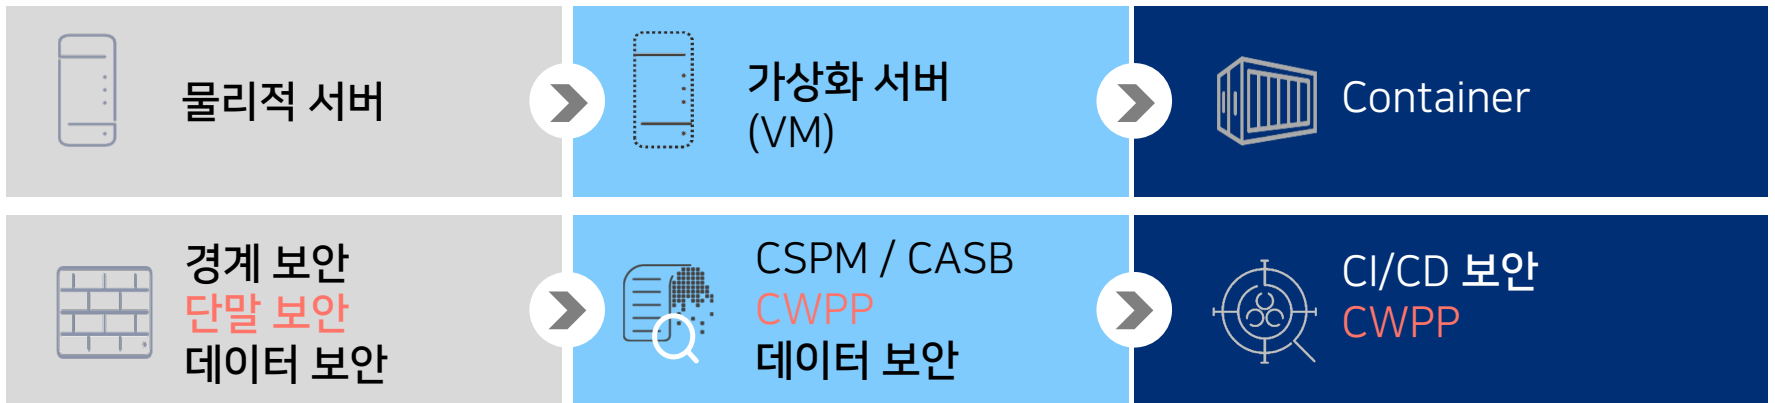 물리적 서버
가상화 서버
(VM)
Container
경계 보안
단말 보안
데이터 보안
CSPM / CASB
CWPP
데이터 보안
CI/CD 보안
CWPP